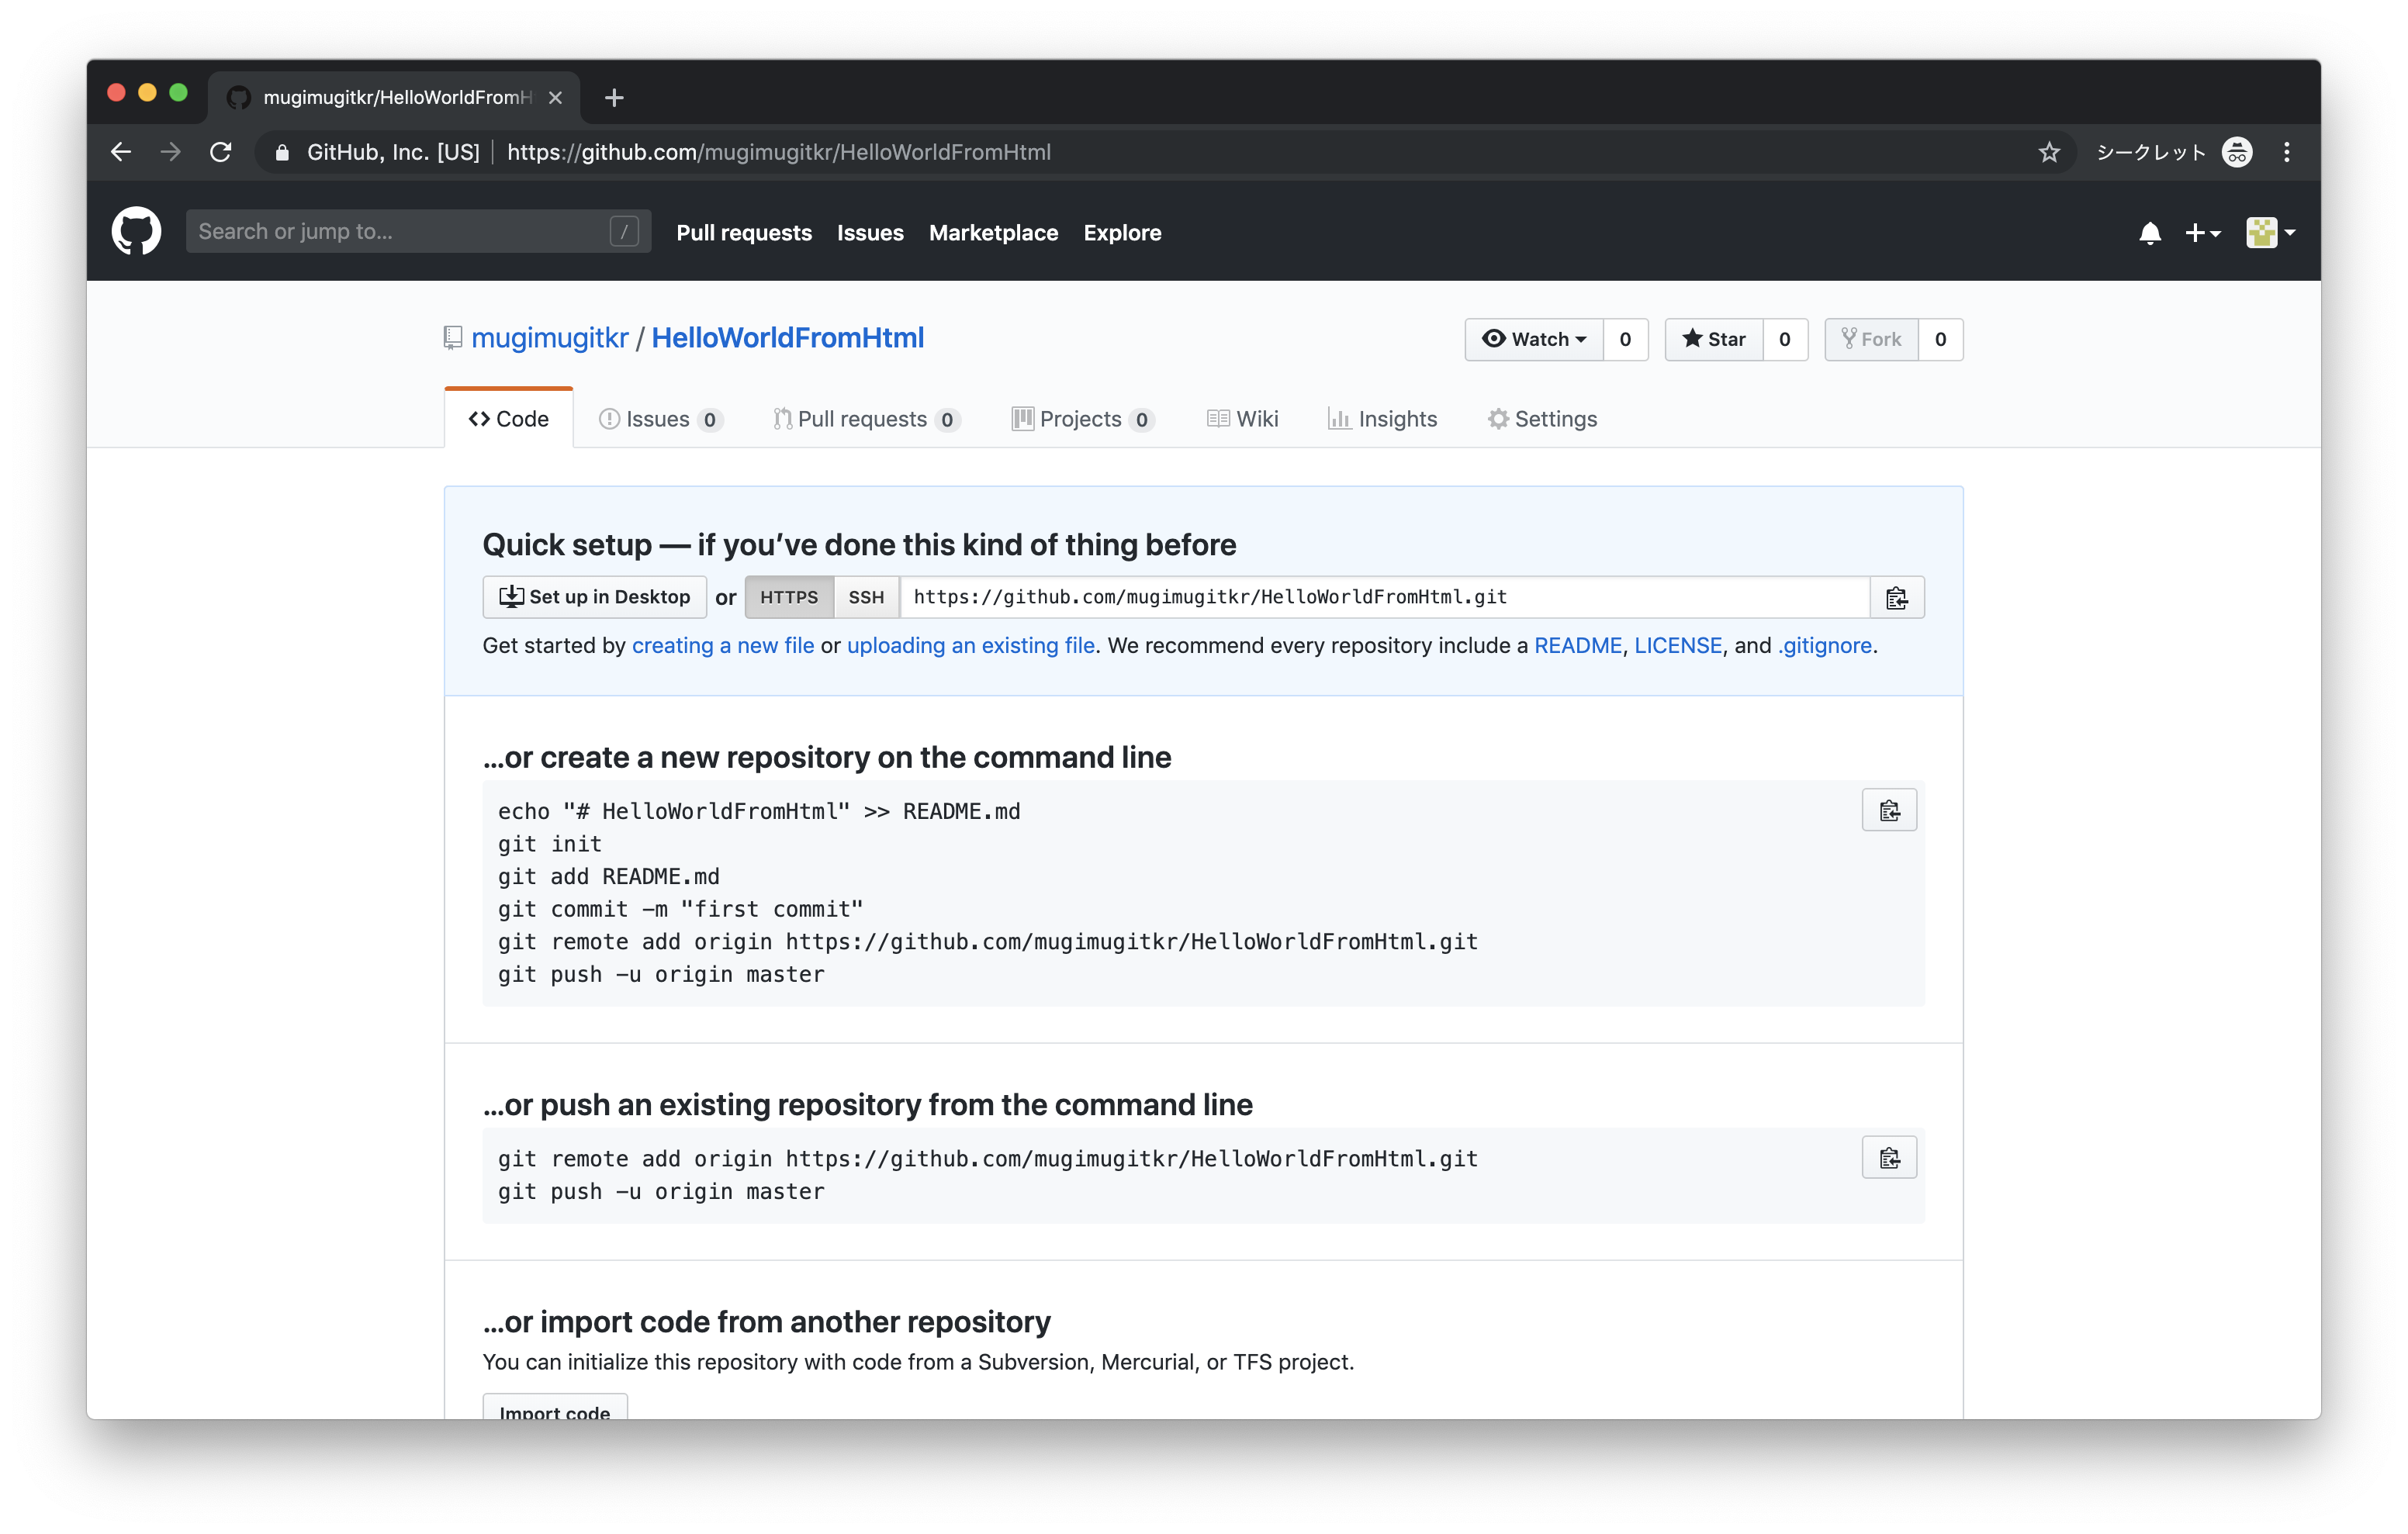 mugimugitkr/HelloWorldFromH
GitHub, Inc. [US] https://github.com/mugimugitkr/HelloWorldFromHtml シークレット
Search or jump to... / Pull requests Issues Marketplace Explore
mugimugitkr / HelloWorldFromHtml Watch 0 Star 0 Fork 0
Code Issues 0 Pull requests 0 Projects 0 Wiki Insights Settings
Quick setup — if you’ve done this kind of thing before
Set up in Desktop or HTTPS SSH https://github.com/mugimugitkr/HelloWorldFromHtml.git
Get started by creating a new file or uploading an existing file. We recommend every repository include a README, LICENSE, and .gitignore.
…or create a new repository on the command line
echo "# HelloWorldFromHtml" >> README.md
git init
git add README.md
git commit -m "first commit"
git remote add origin https://github.com/mugimugitkr/HelloWorldFromHtml.git
git push -u origin master
…or push an existing repository from the command line
git remote add origin https://github.com/mugimugitkr/HelloWorldFromHtml.git
git push -u origin master
…or import code from another repository
You can initialize this repository with code from a Subversion, Mercurial, or TFS project.
Import code